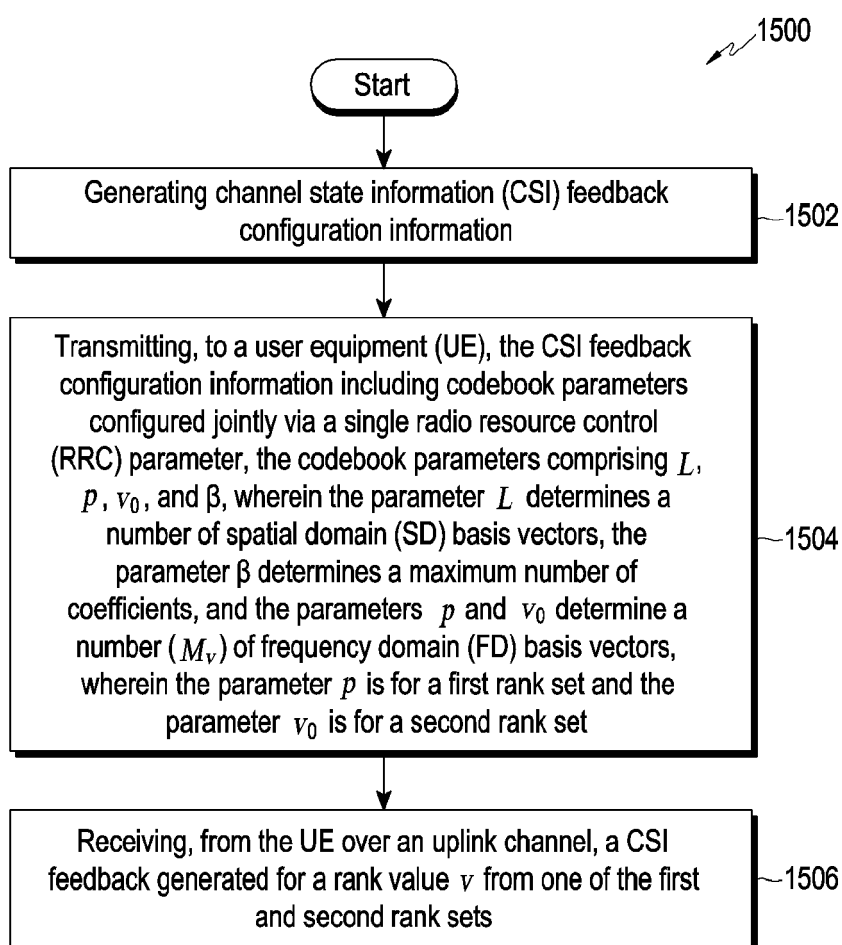 1500
Start
Generating channel state information (CSI) feedback
configuration information
1502
Transmitting, to a user equipment (UE), the CSI feedback
configuration information including codebook parameters
configured jointly via a single radio resource control
(RRC) parameter, the codebook parameters comprising L,
p, v₀, and β, wherein the parameter L determines a
number of spatial domain (SD) basis vectors, the
parameter β determines a maximum number of
coefficients, and the parameters p and v₀ determine a
number (Mᵥ) of frequency domain (FD) basis vectors,
wherein the parameter p is for a first rank set and the
parameter v₀ is for a second rank set
1504
Receiving, from the UE over an uplink channel, a CSI
feedback generated for a rank value v from one of the first
and second rank sets
1506